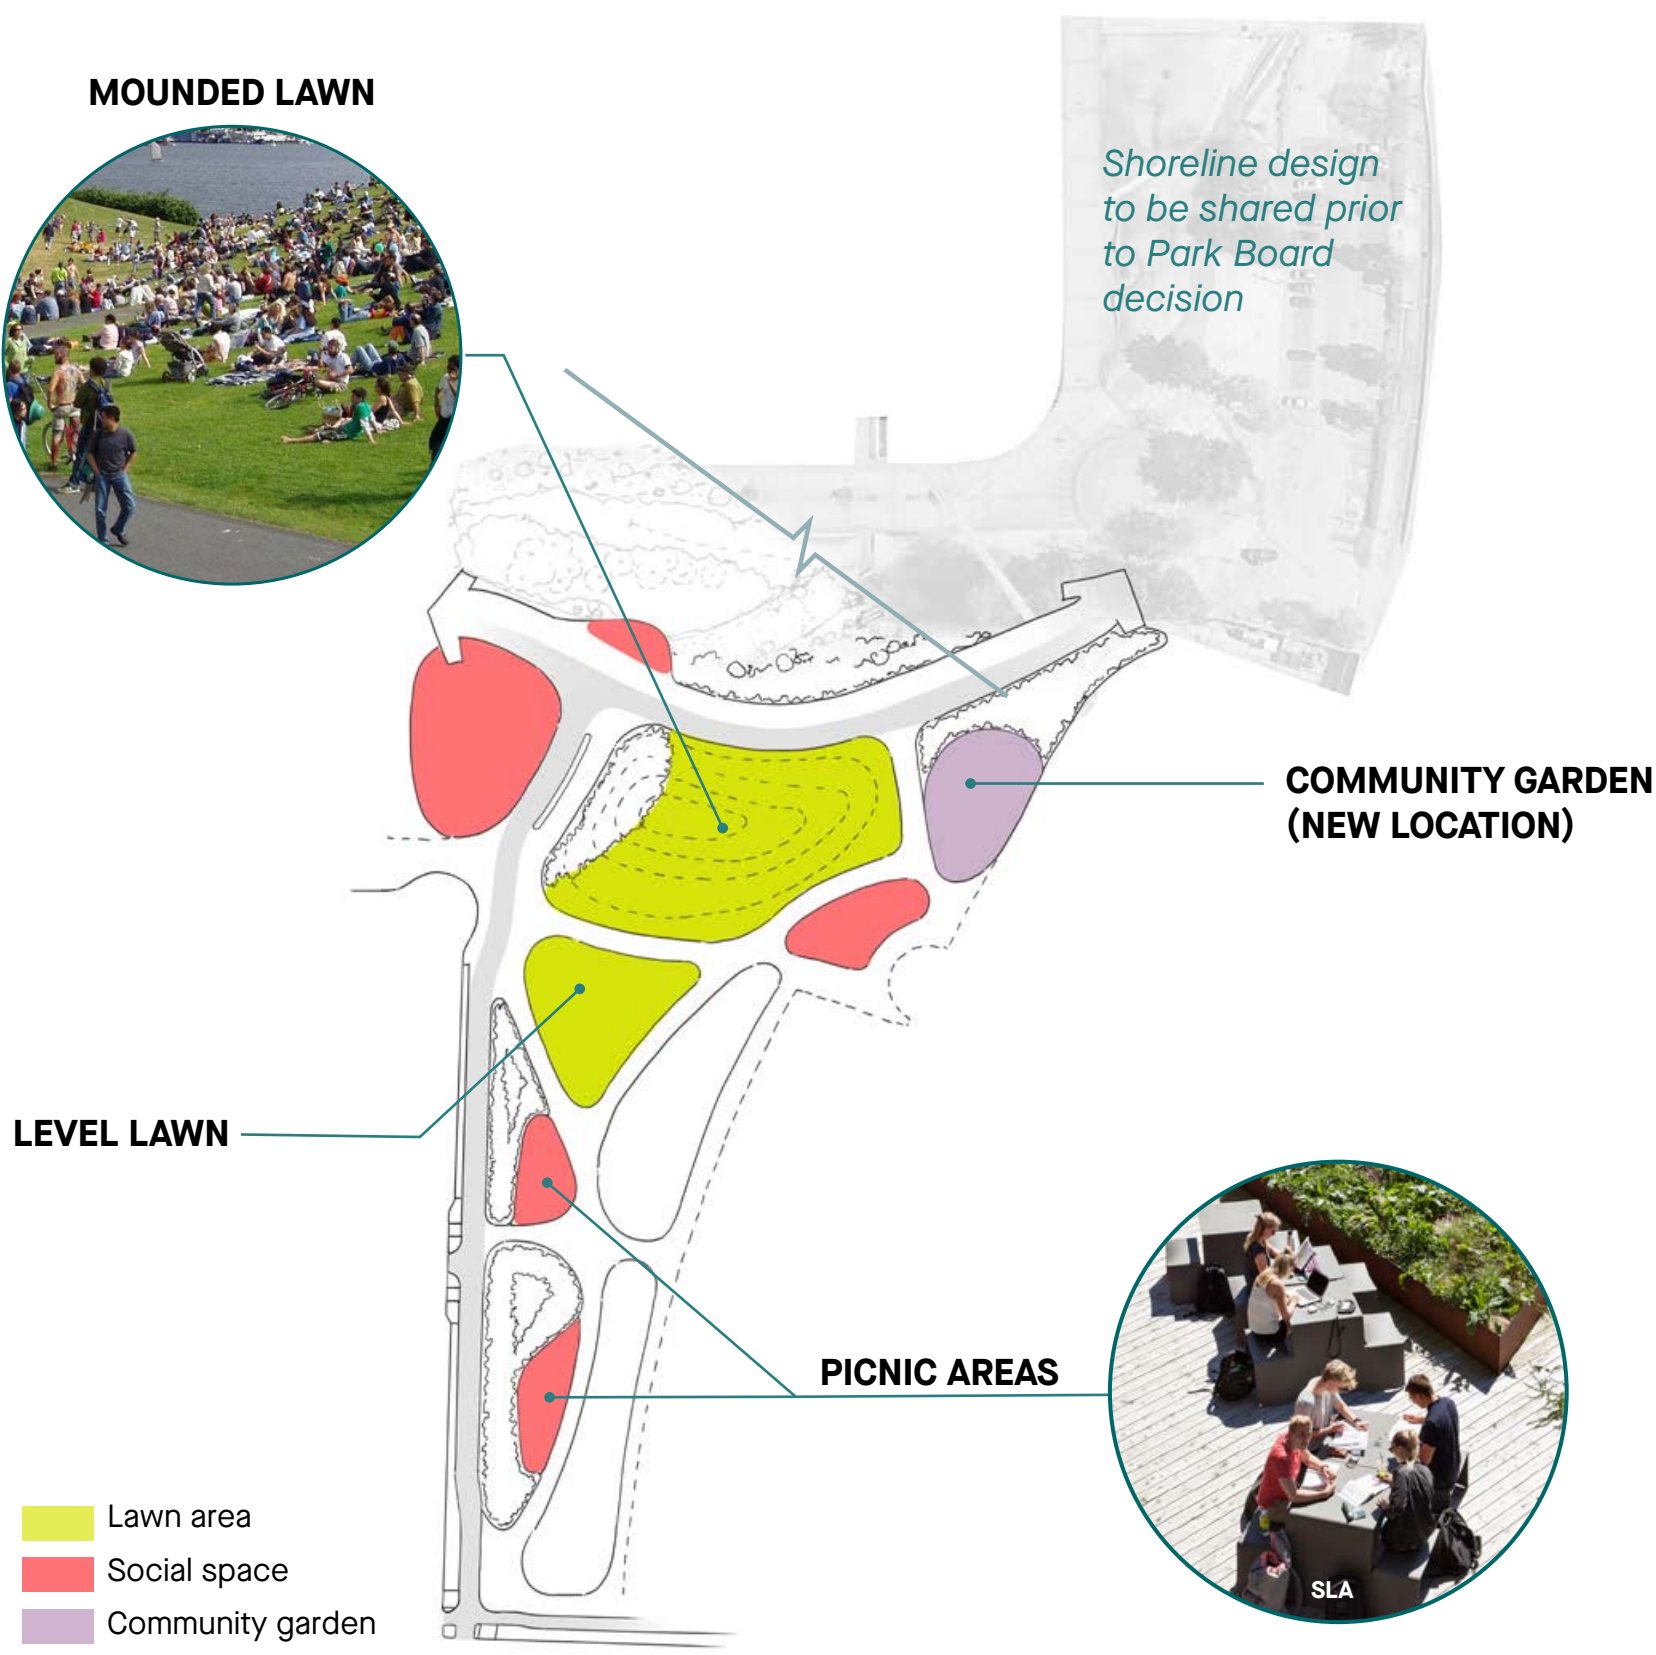 MOUNDED LAWN
Shoreline design
to be shared prior
to Park Board
decision
COMMUNITY GARDEN
(NEW LOCATION)
LEVEL LAWN
PICNIC AREAS
SLA
Lawn area
Social space
Community garden